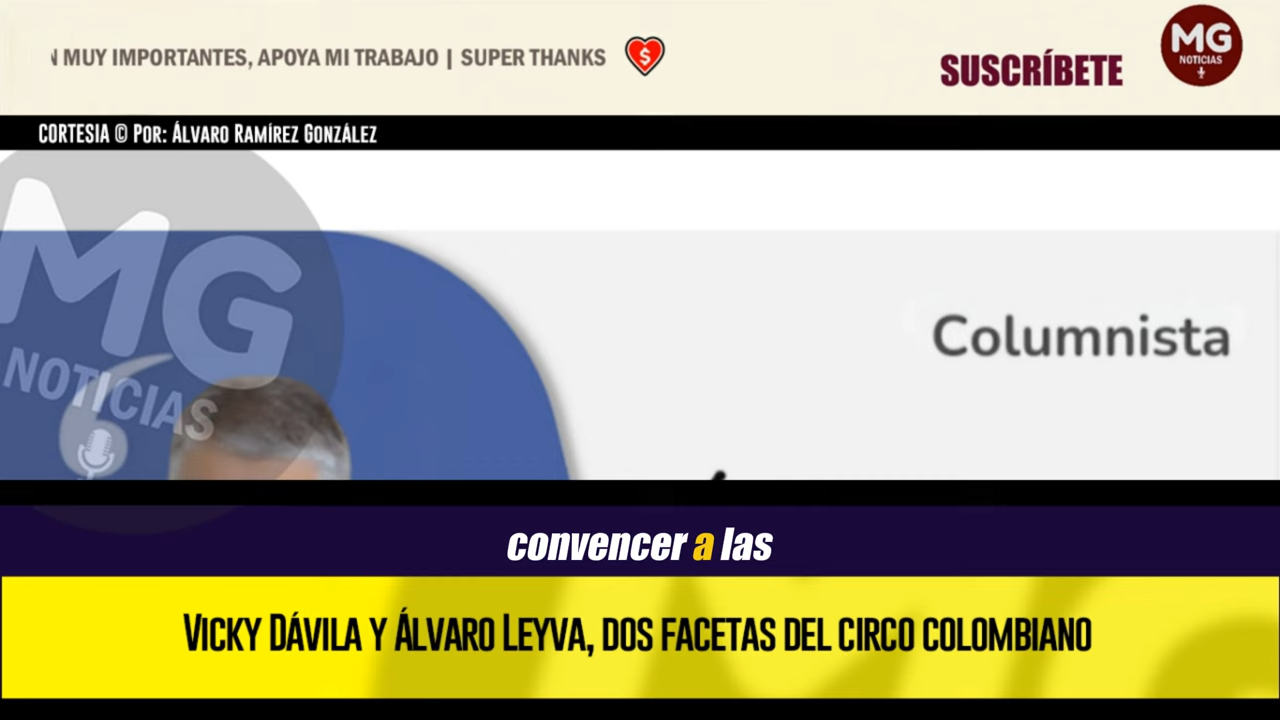 MUY IMPORTANTES, APOYA MI TRABAJO | SUPER THANKS
SUSCRÍBETE
MG
NOTICIAS
CORTESIA © POR: ÁLVARO RAMÍREZ GONZÁLEZ
MG
NOTICIAS
Columnista
convencer a las
VICKY DÁVILA Y ÁLVARO LEYVA, DOS FACETAS DEL CIRCO COLOMBIANO